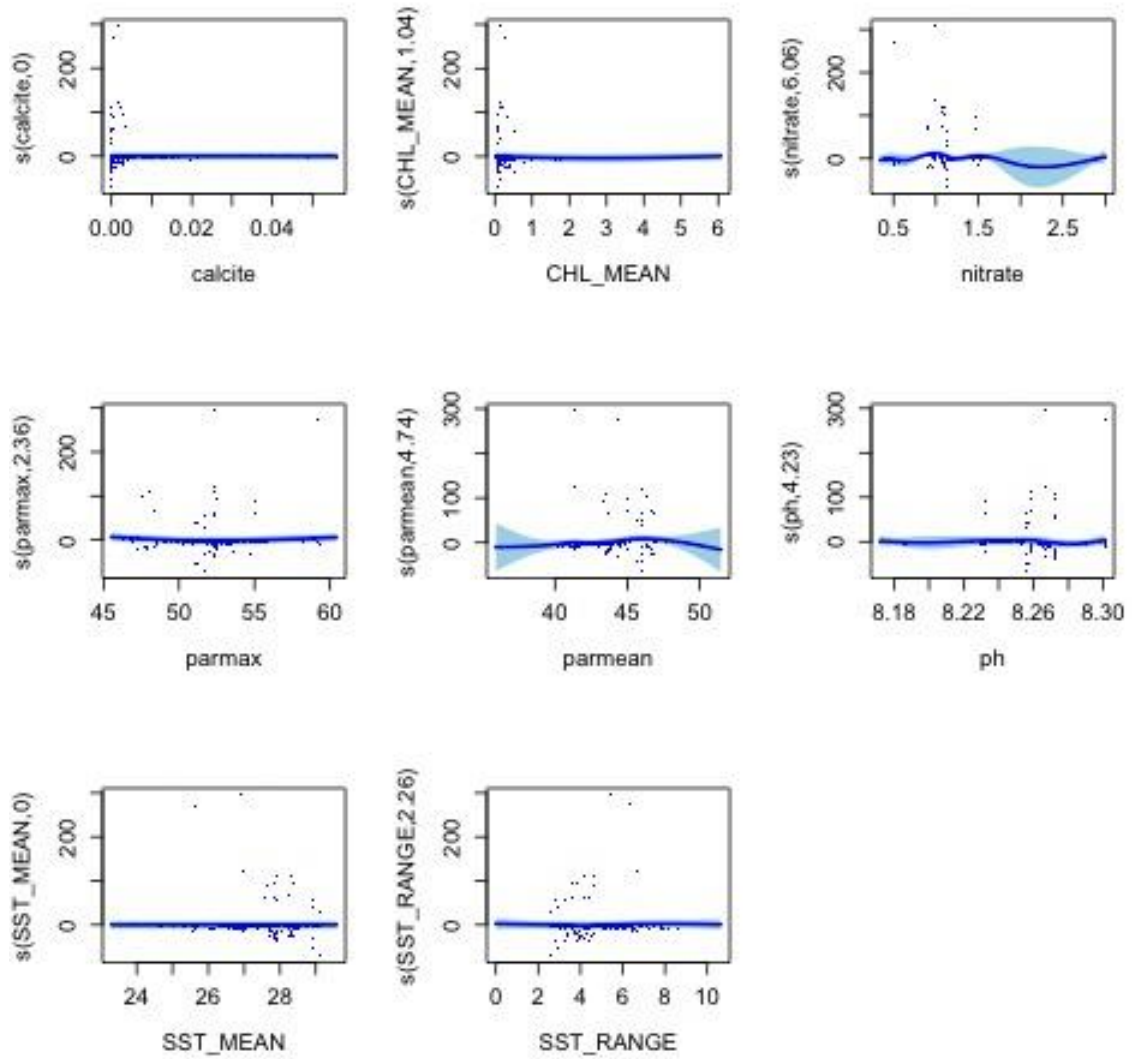 s(calcite,0)
200
0
0.00 0.02 0.04
calcite
s(CHL_MEAN,1.04)
200
0
0 1 2 3 4 5 6
CHL_MEAN
s(nitrate,6.06)
200
0
0.5 1.5 2.5
nitrate
s(parmax,2.36)
200
0
45 50 55 60
parmax
s(parmean,4.74)
300
100
0
40 45 50
parmean
s(ph,4.23)
300
100
0
8.18 8.22 8.26 8.30
ph
s(SST_MEAN,0)
200
0
24 26 28
SST_MEAN
s(SST_RANGE,2.26)
200
0
0 2 4 6 8 10
SST_RANGE